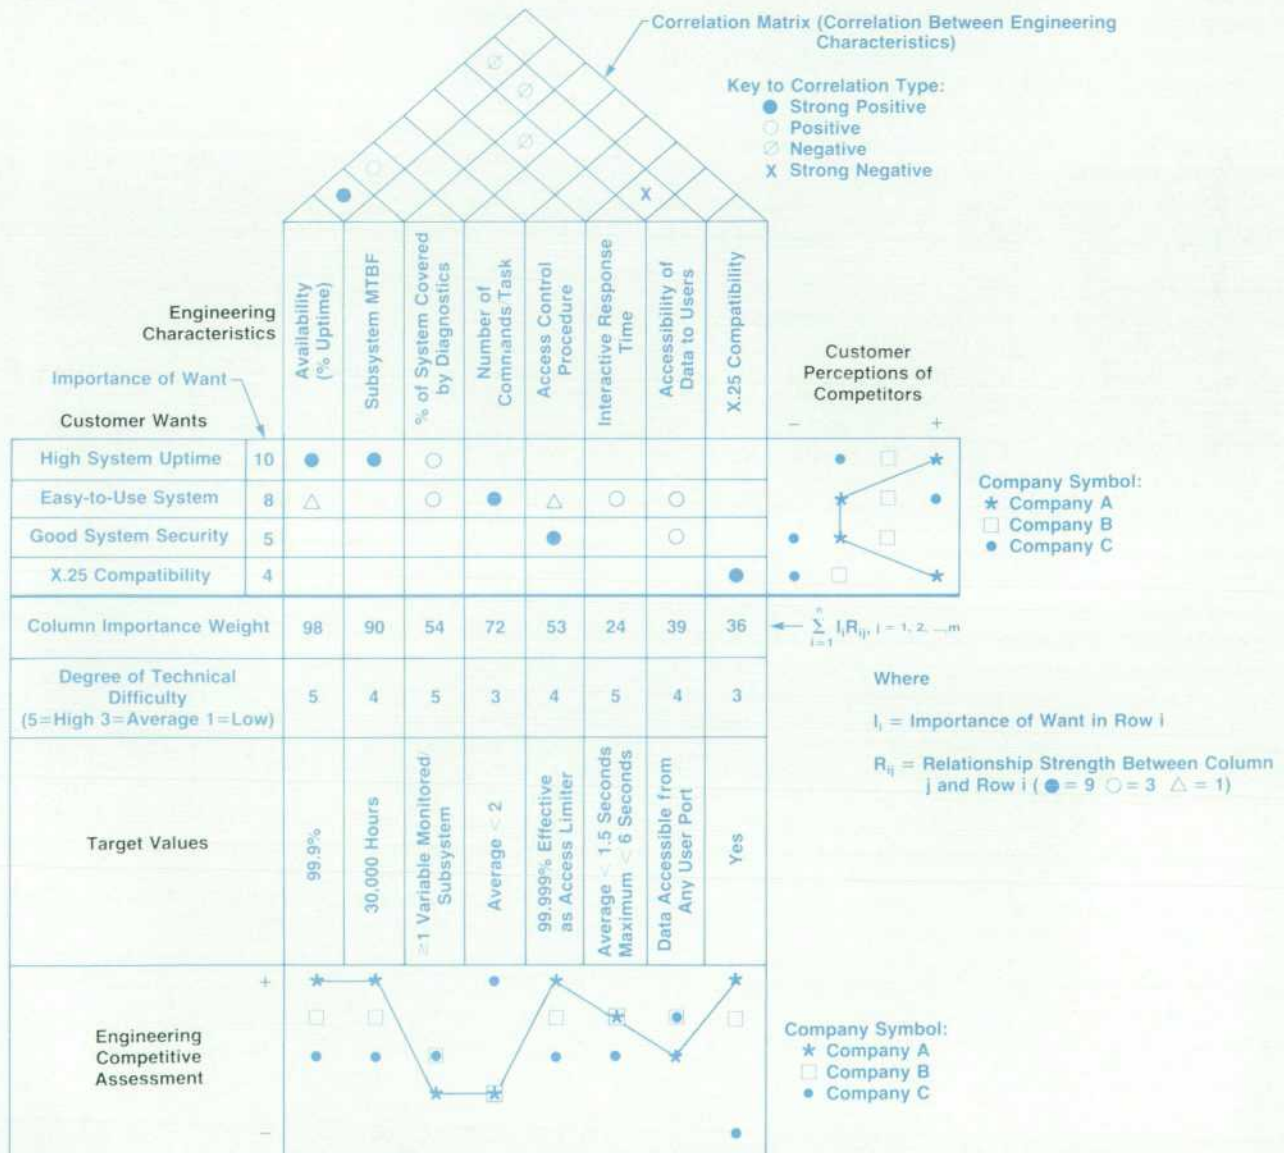 Correlation Matrix (Correlation Between Engineering
Characteristics)
Key to Correlation Type:
● Strong Positive
○ Positive
∅ Negative
X Strong Negative
X
Engineering
Characteristics
Importance of Want
Customer Wants
Availability
(% Uptime)
Subsystem MTBF
% of System Covered
by Diagnostics
Number of
Commands/Task
Access Control
Procedure
Interactive Response
Time
Accessibility of
Data to Users
X.25 Compatibility
Customer
Perceptions of
Competitors
− +
High System Uptime 10
Easy-to-Use System 8
Good System Security 5
X.25 Compatibility 4
Company Symbol:
★ Company A
□ Company B
● Company C
Column Importance Weight 98 90 54 72 53 24 39 36
Degree of Technical
Difficulty
(5=High 3=Average 1=Low)
5 4 5 3 4 5 4 3
Where
Iᵢ = Importance of Want in Row i
Rᵢⱼ = Relationship Strength Between Column
j and Row i (● = 9 ○ = 3 △ = 1)
Target Values
99.9%
30,000 Hours
≥1 Variable Monitored/
Subsystem
Average < 2
99.999% Effective
as Access Limiter
Average < 1.5 Seconds
Maximum < 6 Seconds
Data Accessible from
Any User Port
Yes
+
Engineering
Competitive
Assessment
−
Company Symbol:
★ Company A
□ Company B
● Company C